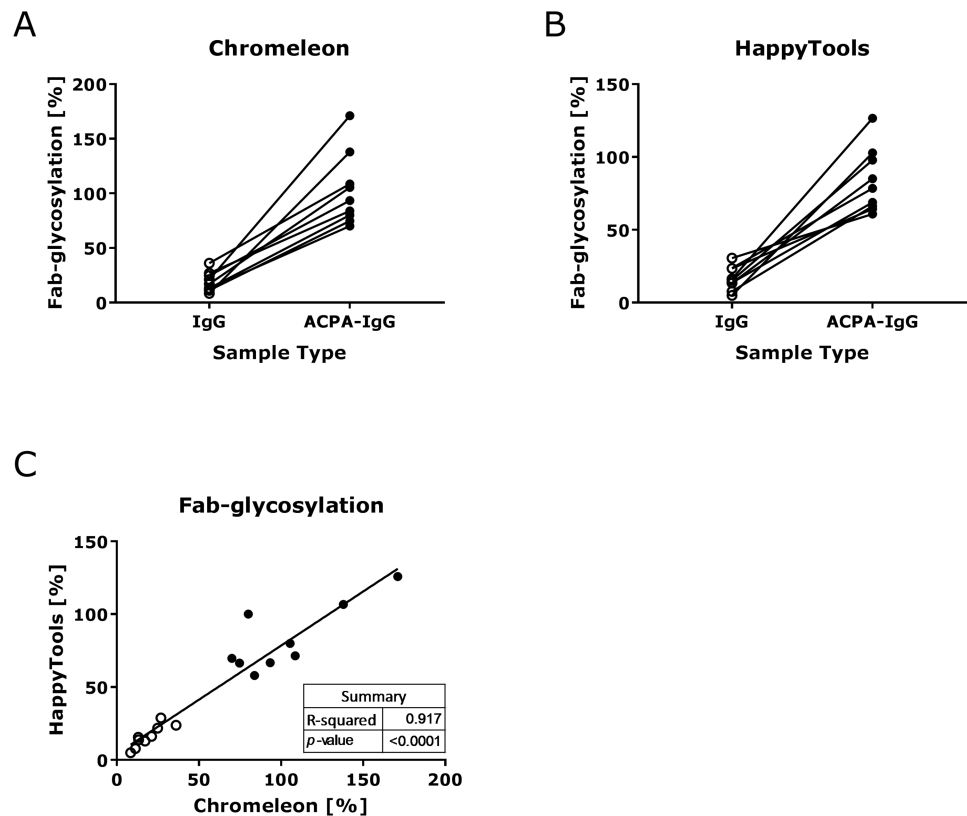 A
Chromeleon
Fab-glycosylation [%]
200
150
100
50
0
IgG
ACPA-IgG
Sample Type
B
HappyTools
Fab-glycosylation [%]
150
100
50
0
IgG
ACPA-IgG
Sample Type
C
Fab-glycosylation
HappyTools [%]
150
100
50
0
0 50 100 150 200
Chromeleon [%]
Summary
R-squared 0.917
p-value <0.0001